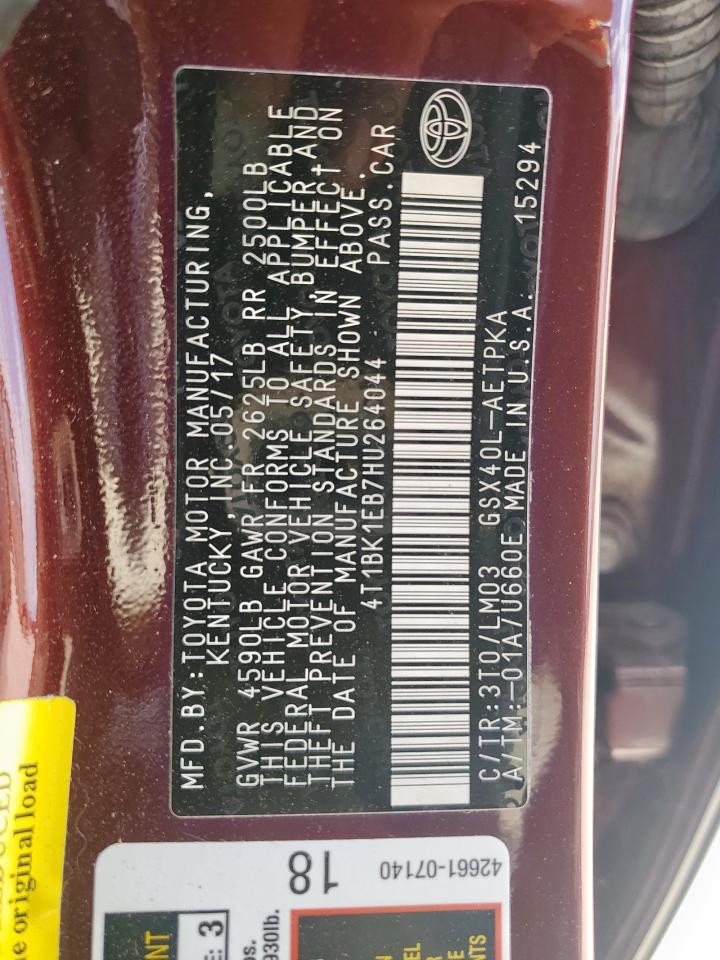 MFD.BY:TOYOTA MOTOR MANUFACTURING,
KENTUCKY INC.05/17
GVWR 4590LB GAWR FR 2625LB RR 2500LB
THIS VEHICLE CONFORMS TO ALL APPLICABLE
FEDERAL MOTOR VEHICLE SAFETY, BUMPER AND
THEFT PREVENTION STANDARDS IN EFFECT ON
THE DATE OF MANUFACTURE SHOWN ABOVE.
4T1BK1EB7HU264044 PASS.CAR
C/TR:3T0/LM03 GSX40L-AETPKA
A/TM:-01A/U660E MADE IN U.S.A. 15294
e original load
18
42661-07140
3
930lb.